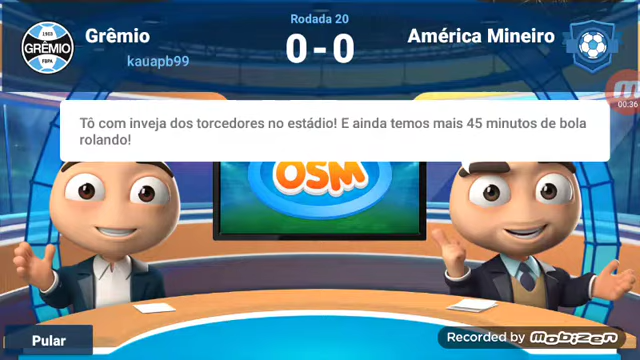 Rodada 20
Grêmio
0-0
América Mineiro
kauapb99
1903
GRÊMIO
FBPA
00:36
Tô com inveja dos torcedores no estádio! E ainda temos mais 45 minutos de bola
rolando!
OSM
Pular
Recorded by Mobizen